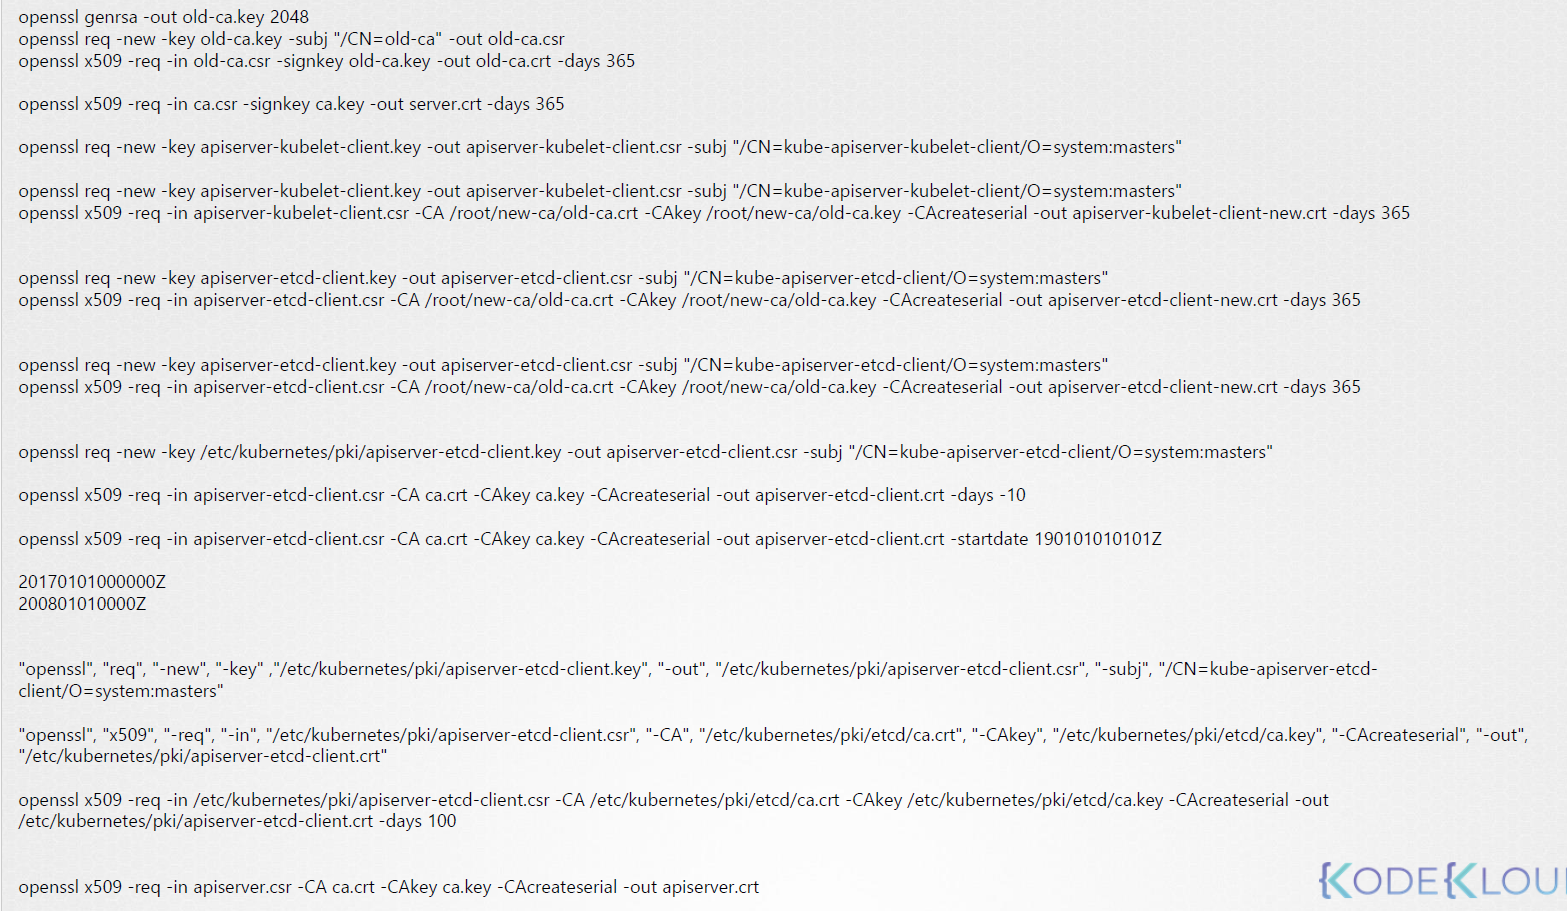 openssl genrsa -out old-ca.key 2048
openssl req -new -key old-ca.key -subj "/CN=old-ca" -out old-ca.csr
openssl x509 -req -in old-ca.csr -signkey old-ca.key -out old-ca.crt -days 365
openssl x509 -req -in ca.csr -signkey ca.key -out server.crt -days 365
openssl req -new -key apiserver-kubelet-client.key -out apiserver-kubelet-client.csr -subj "/CN=kube-apiserver-kubelet-client/O=system:masters"
openssl req -new -key apiserver-kubelet-client.key -out apiserver-kubelet-client.csr -subj "/CN=kube-apiserver-kubelet-client/O=system:masters"
openssl x509 -req -in apiserver-kubelet-client.csr -CA /root/new-ca/old-ca.crt -CAkey /root/new-ca/old-ca.key -CAcreateserial -out apiserver-kubelet-client-new.crt -days 365
openssl req -new -key apiserver-etcd-client.key -out apiserver-etcd-client.csr -subj "/CN=kube-apiserver-etcd-client/O=system:masters"
openssl x509 -req -in apiserver-etcd-client.csr -CA /root/new-ca/old-ca.crt -CAkey /root/new-ca/old-ca.key -CAcreateserial -out apiserver-etcd-client-new.crt -days 365
openssl req -new -key apiserver-etcd-client.key -out apiserver-etcd-client.csr -subj "/CN=kube-apiserver-etcd-client/O=system:masters"
openssl x509 -req -in apiserver-etcd-client.csr -CA /root/new-ca/old-ca.crt -CAkey /root/new-ca/old-ca.key -CAcreateserial -out apiserver-etcd-client-new.crt -days 365
openssl req -new -key /etc/kubernetes/pki/apiserver-etcd-client.key -out apiserver-etcd-client.csr -subj "/CN=kube-apiserver-etcd-client/O=system:masters"
openssl x509 -req -in apiserver-etcd-client.csr -CA ca.crt -CAkey ca.key -CAcreateserial -out apiserver-etcd-client.crt -days -10
openssl x509 -req -in apiserver-etcd-client.csr -CA ca.crt -CAkey ca.key -CAcreateserial -out apiserver-etcd-client.crt -startdate 190101010101Z
20170101000000Z
200801010000Z
"openssl", "req", "-new", "-key" ,"/etc/kubernetes/pki/apiserver-etcd-client.key", "-out", "/etc/kubernetes/pki/apiserver-etcd-client.csr", "-subj", "/CN=kube-apiserver-etcd-
client/O=system:masters"
"openssl", "x509", "-req", "-in", "/etc/kubernetes/pki/apiserver-etcd-client.csr", "-CA", "/etc/kubernetes/pki/etcd/ca.crt", "-CAkey", "/etc/kubernetes/pki/etcd/ca.key", "-CAcreateserial", "-out",
"/etc/kubernetes/pki/apiserver-etcd-client.crt"
openssl x509 -req -in /etc/kubernetes/pki/apiserver-etcd-client.csr -CA /etc/kubernetes/pki/etcd/ca.crt -CAkey /etc/kubernetes/pki/etcd/ca.key -CAcreateserial -out
/etc/kubernetes/pki/apiserver-etcd-client.crt -days 100
openssl x509 -req -in apiserver.csr -CA ca.crt -CAkey ca.key -CAcreateserial -out apiserver.crt
KODEKLOU